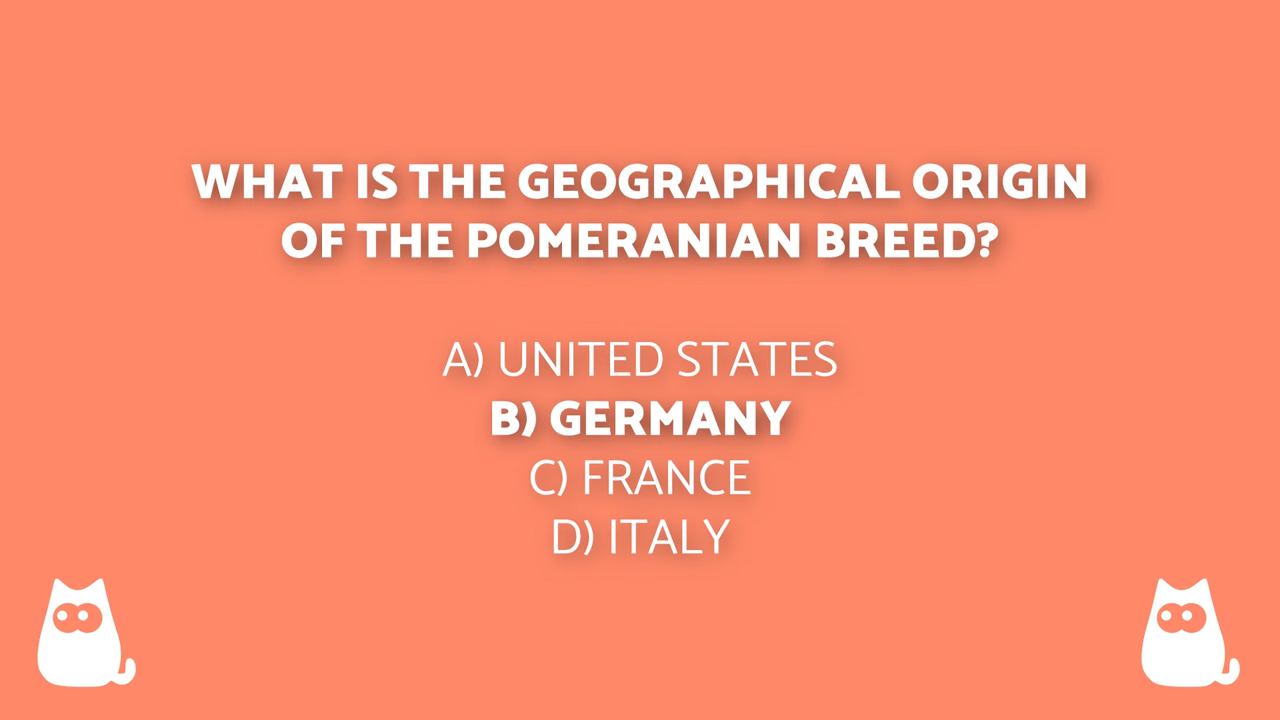 WHAT IS THE GEOGRAPHICAL ORIGIN
OF THE POMERANIAN BREED?
A) UNITED STATES
B) GERMANY
C) FRANCE
D) ITALY